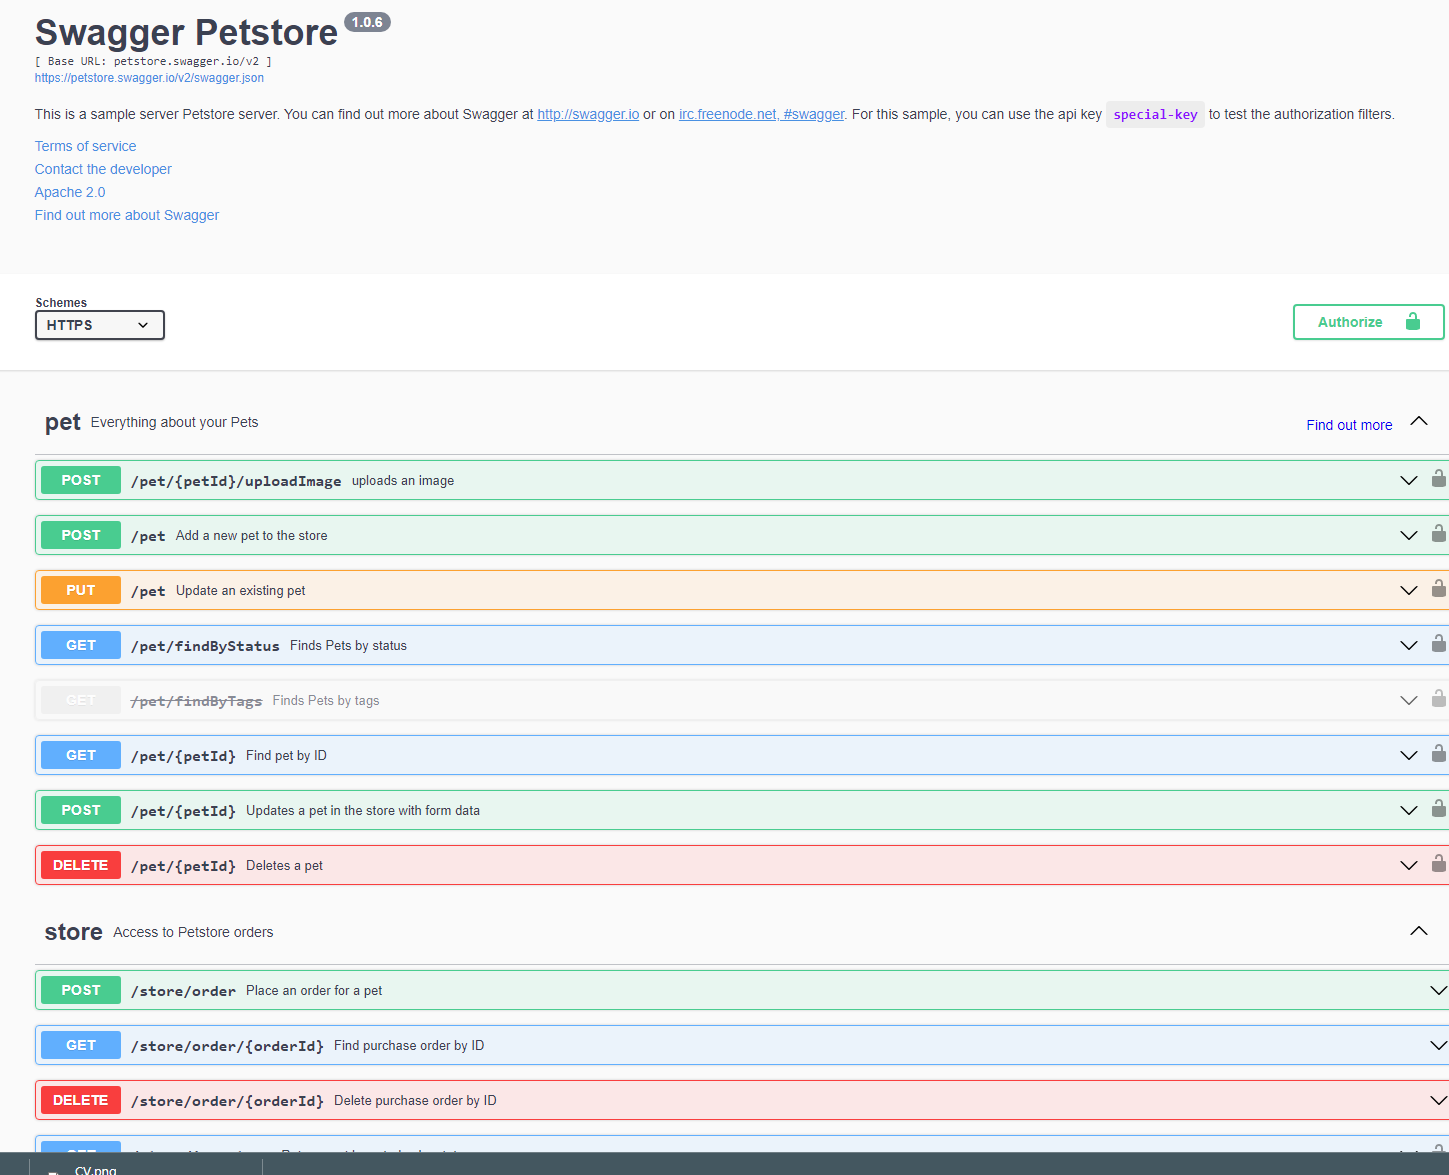 Swagger Petstore 1.0.6
[ Base URL: petstore.swagger.io/v2 ]
https://petstore.swagger.io/v2/swagger.json
This is a sample server Petstore server. You can find out more about Swagger at http://swagger.io or on irc.freenode.net, #swagger. For this sample, you can use the api key special-key to test the authorization filters.
Terms of service
Contact the developer
Apache 2.0
Find out more about Swagger
Schemes
HTTPS
Authorize
pet Everything about your Pets
Find out more
POST /pet/{petId}/uploadImage uploads an image
POST /pet Add a new pet to the store
PUT /pet Update an existing pet
GET /pet/findByStatus Finds Pets by status
GET /pet/findByTags Finds Pets by tags
GET /pet/{petId} Find pet by ID
POST /pet/{petId} Updates a pet in the store with form data
DELETE /pet/{petId} Deletes a pet
store Access to Petstore orders
POST /store/order Place an order for a pet
GET /store/order/{orderId} Find purchase order by ID
DELETE /store/order/{orderId} Delete purchase order by ID
GET
CV.png